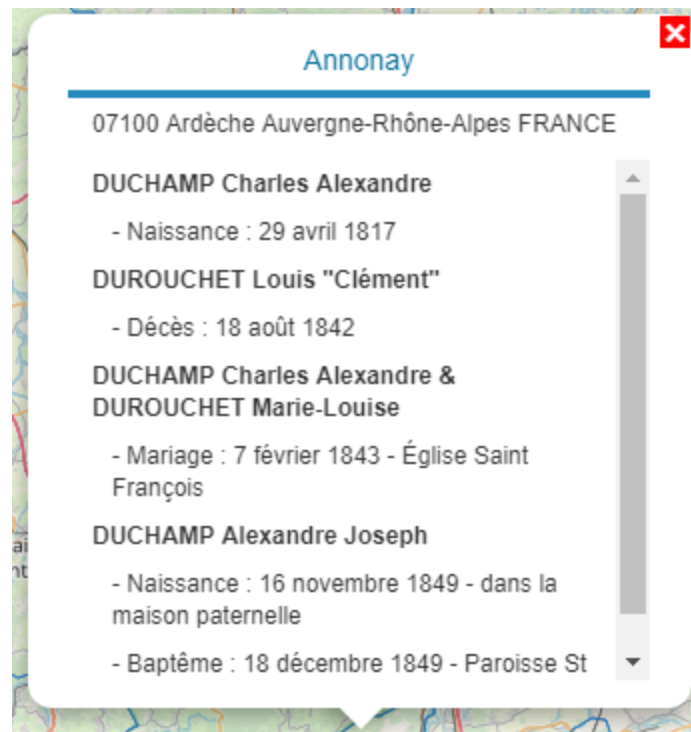 Annonay
07100 Ardèche Auvergne-Rhône-Alpes FRANCE
DUCHAMP Charles Alexandre
- Naissance : 29 avril 1817
DUROUCHET Louis "Clément"
- Décès : 18 août 1842
DUCHAMP Charles Alexandre &
DUROUCHET Marie-Louise
- Mariage : 7 février 1843 - Église Saint
François
DUCHAMP Alexandre Joseph
- Naissance : 16 novembre 1849 - dans la
maison paternelle
- Baptême : 18 décembre 1849 - Paroisse St